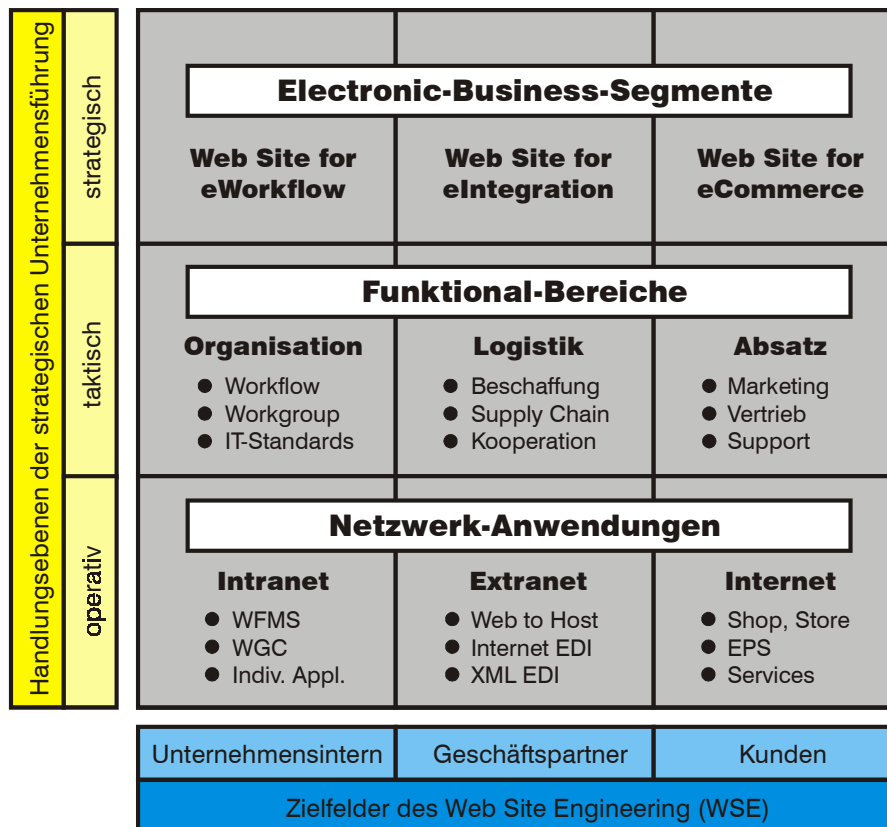 Handlungsebenen der strategischen Unternehmensführung
strategisch
Electronic-Business-Segmente
Web Site for
eWorkflow
Web Site for
eIntegration
Web Site for
eCommerce
taktisch
Funktional-Bereiche
Organisation
● Workflow
● Workgroup
● IT-Standards
Logistik
● Beschaffung
● Supply Chain
● Kooperation
Absatz
● Marketing
● Vertrieb
● Support
operativ
Netzwerk-Anwendungen
Intranet
● WFMS
● WGC
● Indiv. Appl.
Extranet
● Web to Host
● Internet EDI
● XML EDI
Internet
● Shop, Store
● EPS
● Services
Unternehmensintern
Geschäftspartner
Kunden
Zielfelder des Web Site Engineering (WSE)